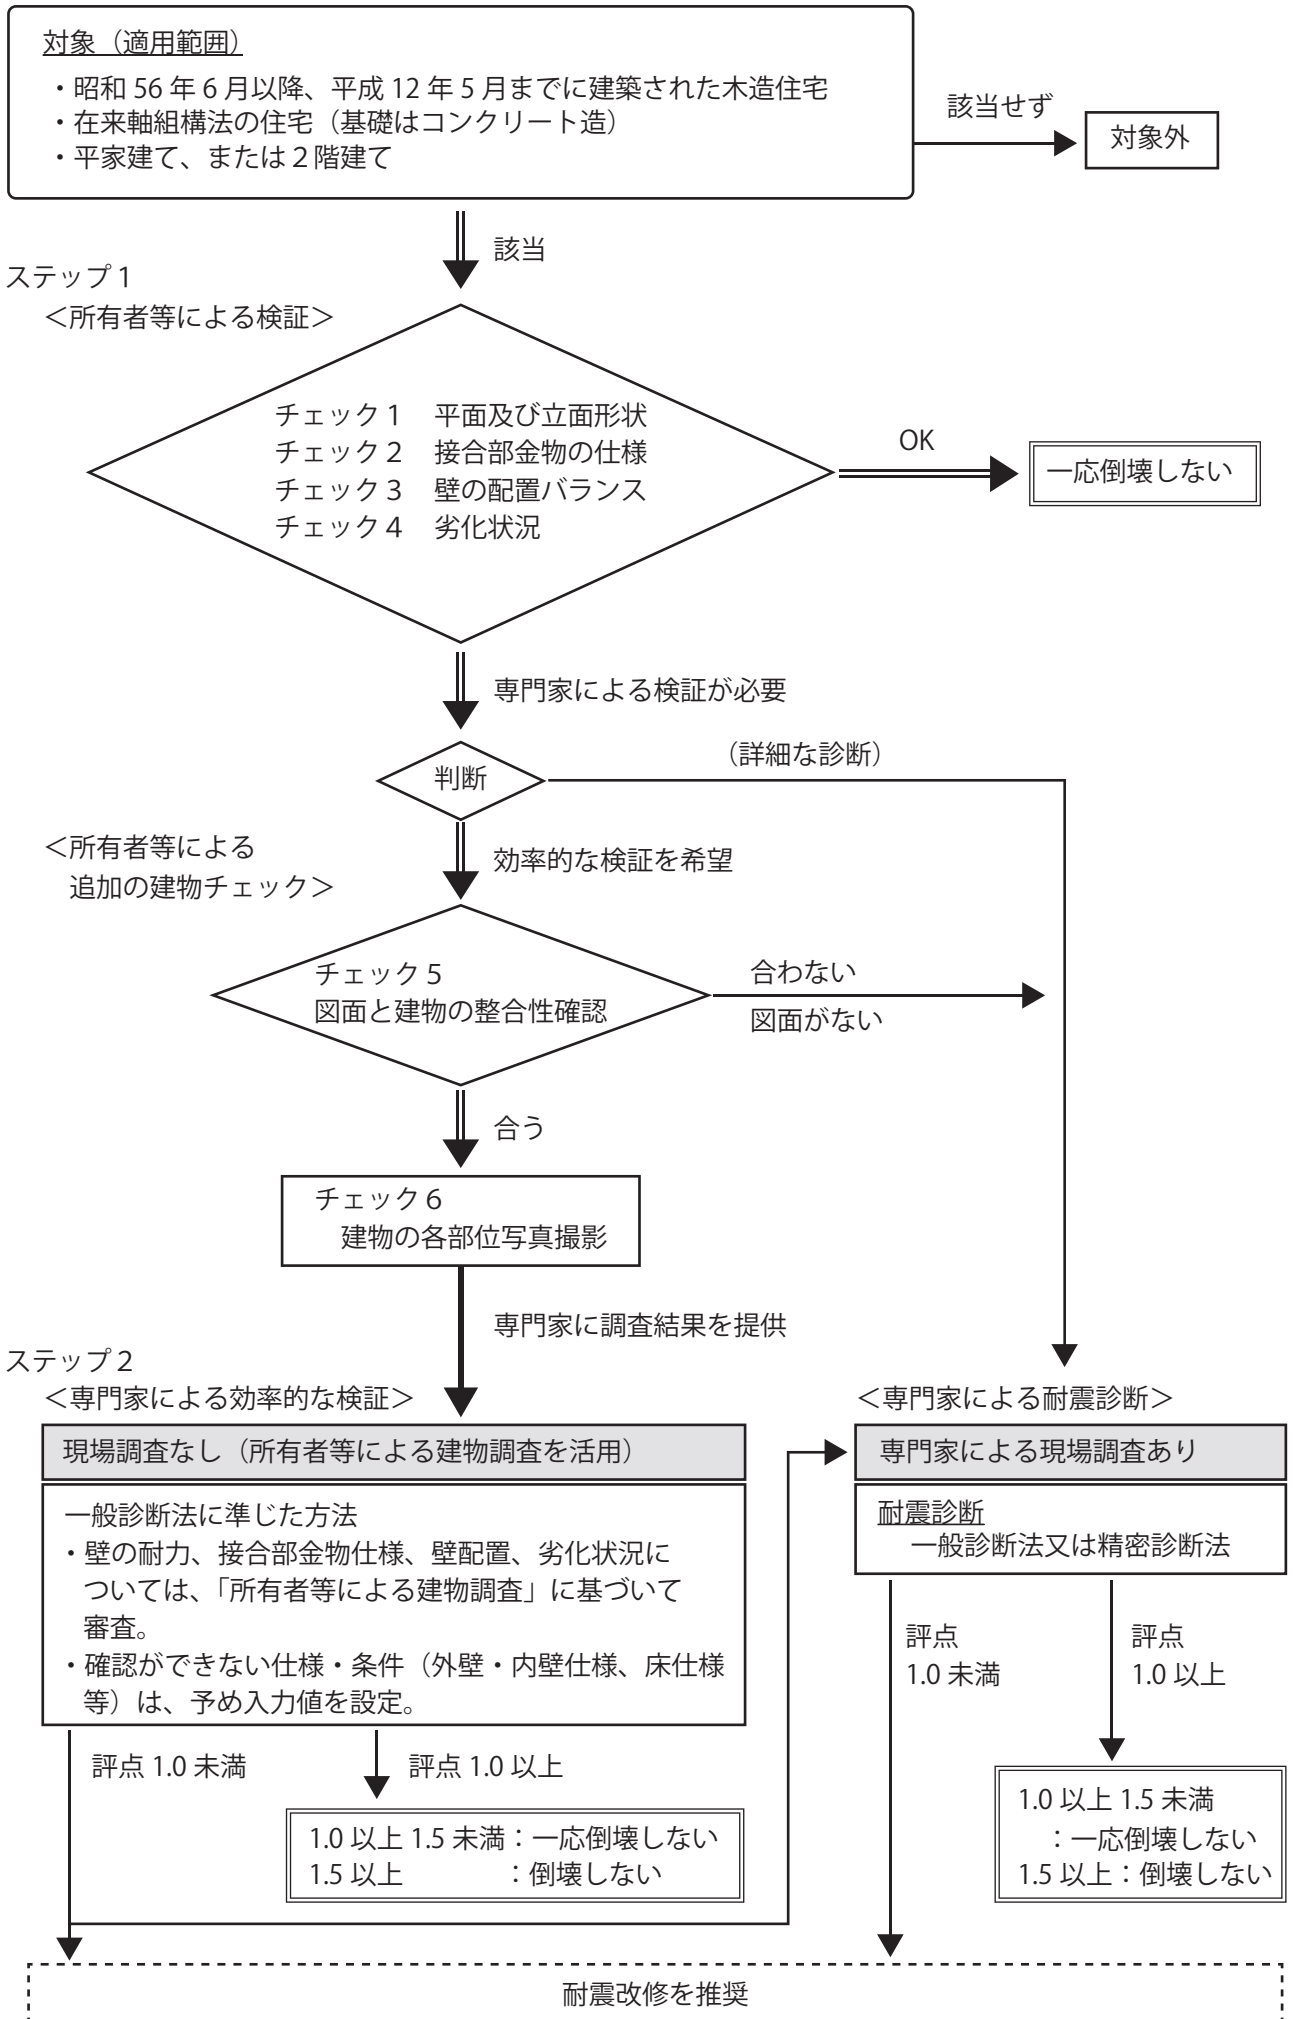 対象（適用範囲）
・昭和 56 年 6 月以降、平成 12 年 5 月までに建築された木造住宅
・在来軸組構法の住宅（基礎はコンクリート造）
・平家建て、または２階建て
該当せず
対象外
該当
ステップ１
＜所有者等による検証＞
チェック１　平面及び立面形状
チェック２　接合部金物の仕様
チェック３　壁の配置バランス
チェック４　劣化状況
OK
一応倒壊しない
専門家による検証が必要
判断
（詳細な診断）
＜所有者等による
追加の建物チェック＞
効率的な検証を希望
チェック５
図面と建物の整合性確認
合わない
図面がない
合う
チェック６
建物の各部位写真撮影
専門家に調査結果を提供
ステップ２
＜専門家による効率的な検証＞
現場調査なし（所有者等による建物調査を活用）
一般診断法に準じた方法
・壁の耐力、接合部金物仕様、壁配置、劣化状況に
ついては、「所有者等による建物調査」に基づいて
審査。
・確認ができない仕様・条件（外壁・内壁仕様、床仕様
等）は、予め入力値を設定。
評点 1.0 未満
評点 1.0 以上
1.0 以上 1.5 未満：一応倒壊しない
1.5 以上　　　　：倒壊しない
＜専門家による耐震診断＞
専門家による現場調査あり
耐震診断
一般診断法又は精密診断法
評点
1.0 未満
評点
1.0 以上
1.0 以上 1.5 未満
：一応倒壊しない
1.5 以上：倒壊しない
耐震改修を推奨